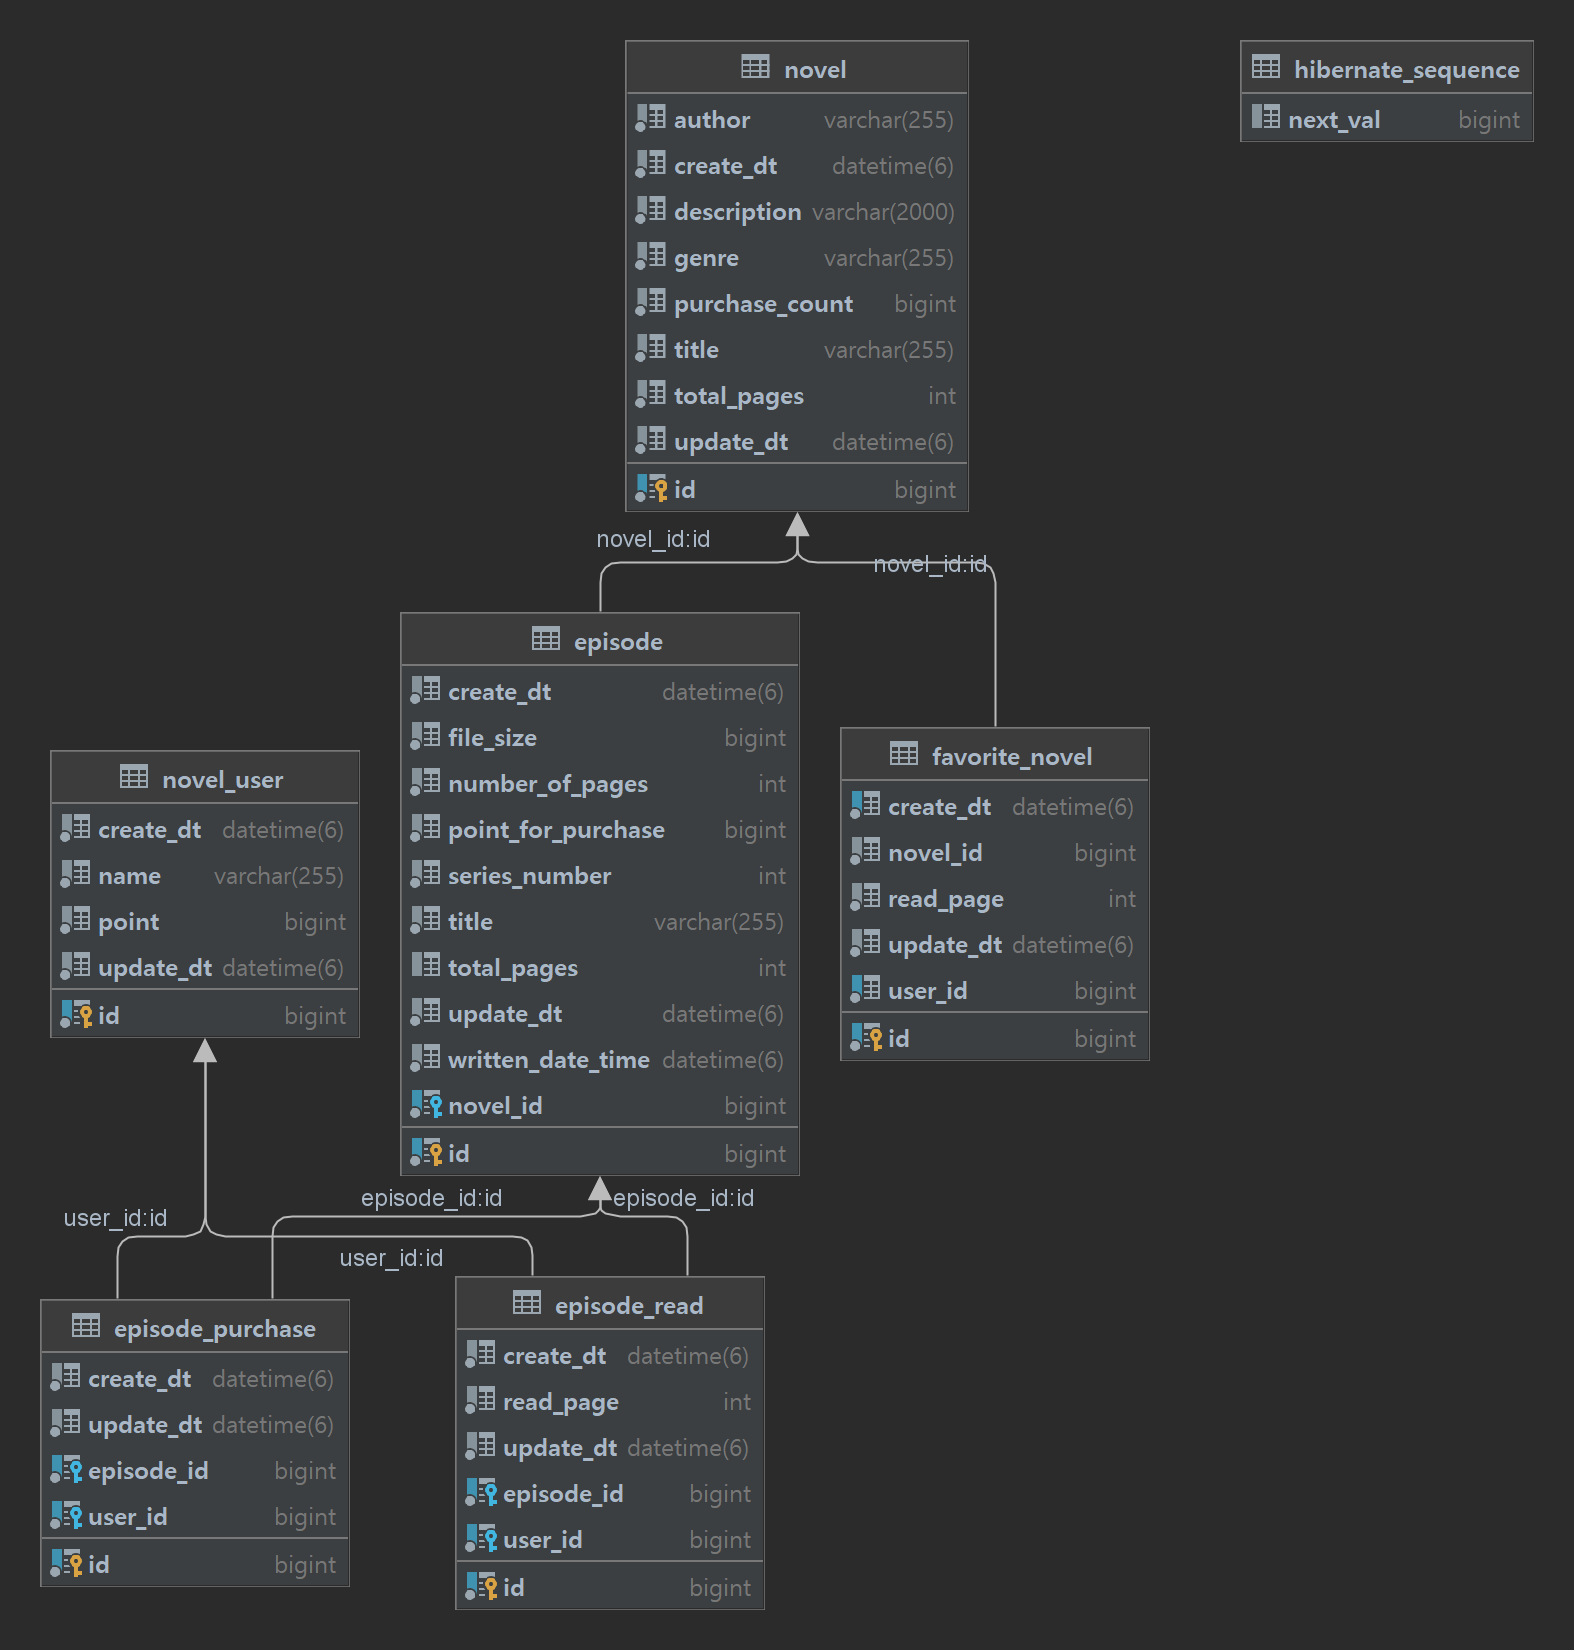 novel
author varchar(255)
create_dt datetime(6)
description varchar(2000)
genre varchar(255)
purchase_count bigint
title varchar(255)
total_pages int
update_dt datetime(6)
id bigint
hibernate_sequence
next_val bigint
novel_id:id
novel_id:id
episode
create_dt datetime(6)
file_size bigint
number_of_pages int
point_for_purchase bigint
series_number int
title varchar(255)
total_pages int
update_dt datetime(6)
written_date_time datetime(6)
novel_id bigint
id bigint
favorite_novel
create_dt datetime(6)
novel_id bigint
read_page int
update_dt datetime(6)
user_id bigint
id bigint
novel_user
create_dt datetime(6)
name varchar(255)
point bigint
update_dt datetime(6)
id bigint
user_id:id
episode_id:id
episode_id:id
user_id:id
episode_purchase
create_dt datetime(6)
update_dt datetime(6)
episode_id bigint
user_id bigint
id bigint
episode_read
create_dt datetime(6)
read_page int
update_dt datetime(6)
episode_id bigint
user_id bigint
id bigint